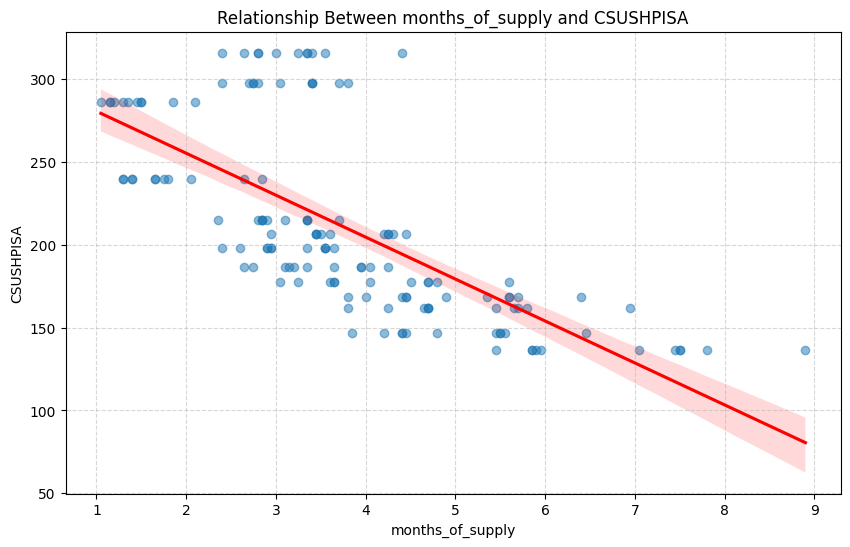 Relationship Between months_of_supply and CSUSHPISA
300
250
200
150
100
50
CSUSHPISA
1 2 3 4 5 6 7 8 9
months_of_supply